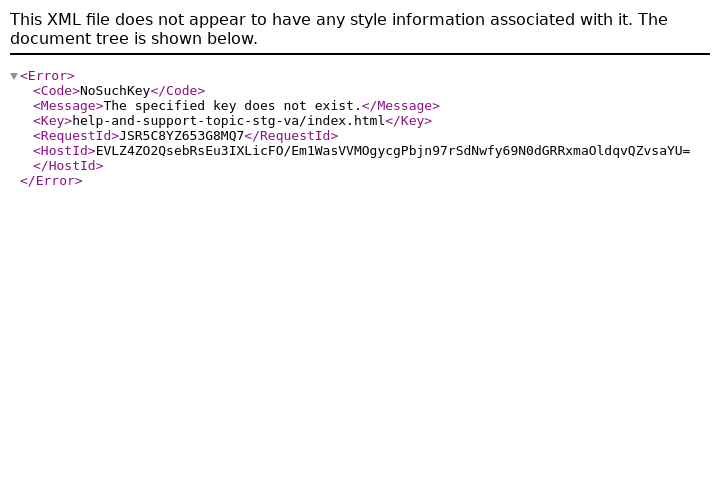 This XML file does not appear to have any style information associated with it. The
document tree is shown below.
<Error>
<Code>NoSuchKey</Code>
<Message>The specified key does not exist.</Message>
<Key>help-and-support-topic-stg-va/index.html</Key>
<RequestId>JSR5C8YZ653G8MQ7</RequestId>
<HostId>EVLZ4ZO2QsebRsEu3IXLicFO/Em1WasVVMOgycgPbjn97rSdNwfy69N0dGRRxmaOldqvQZvsaYU=
</HostId>
</Error>